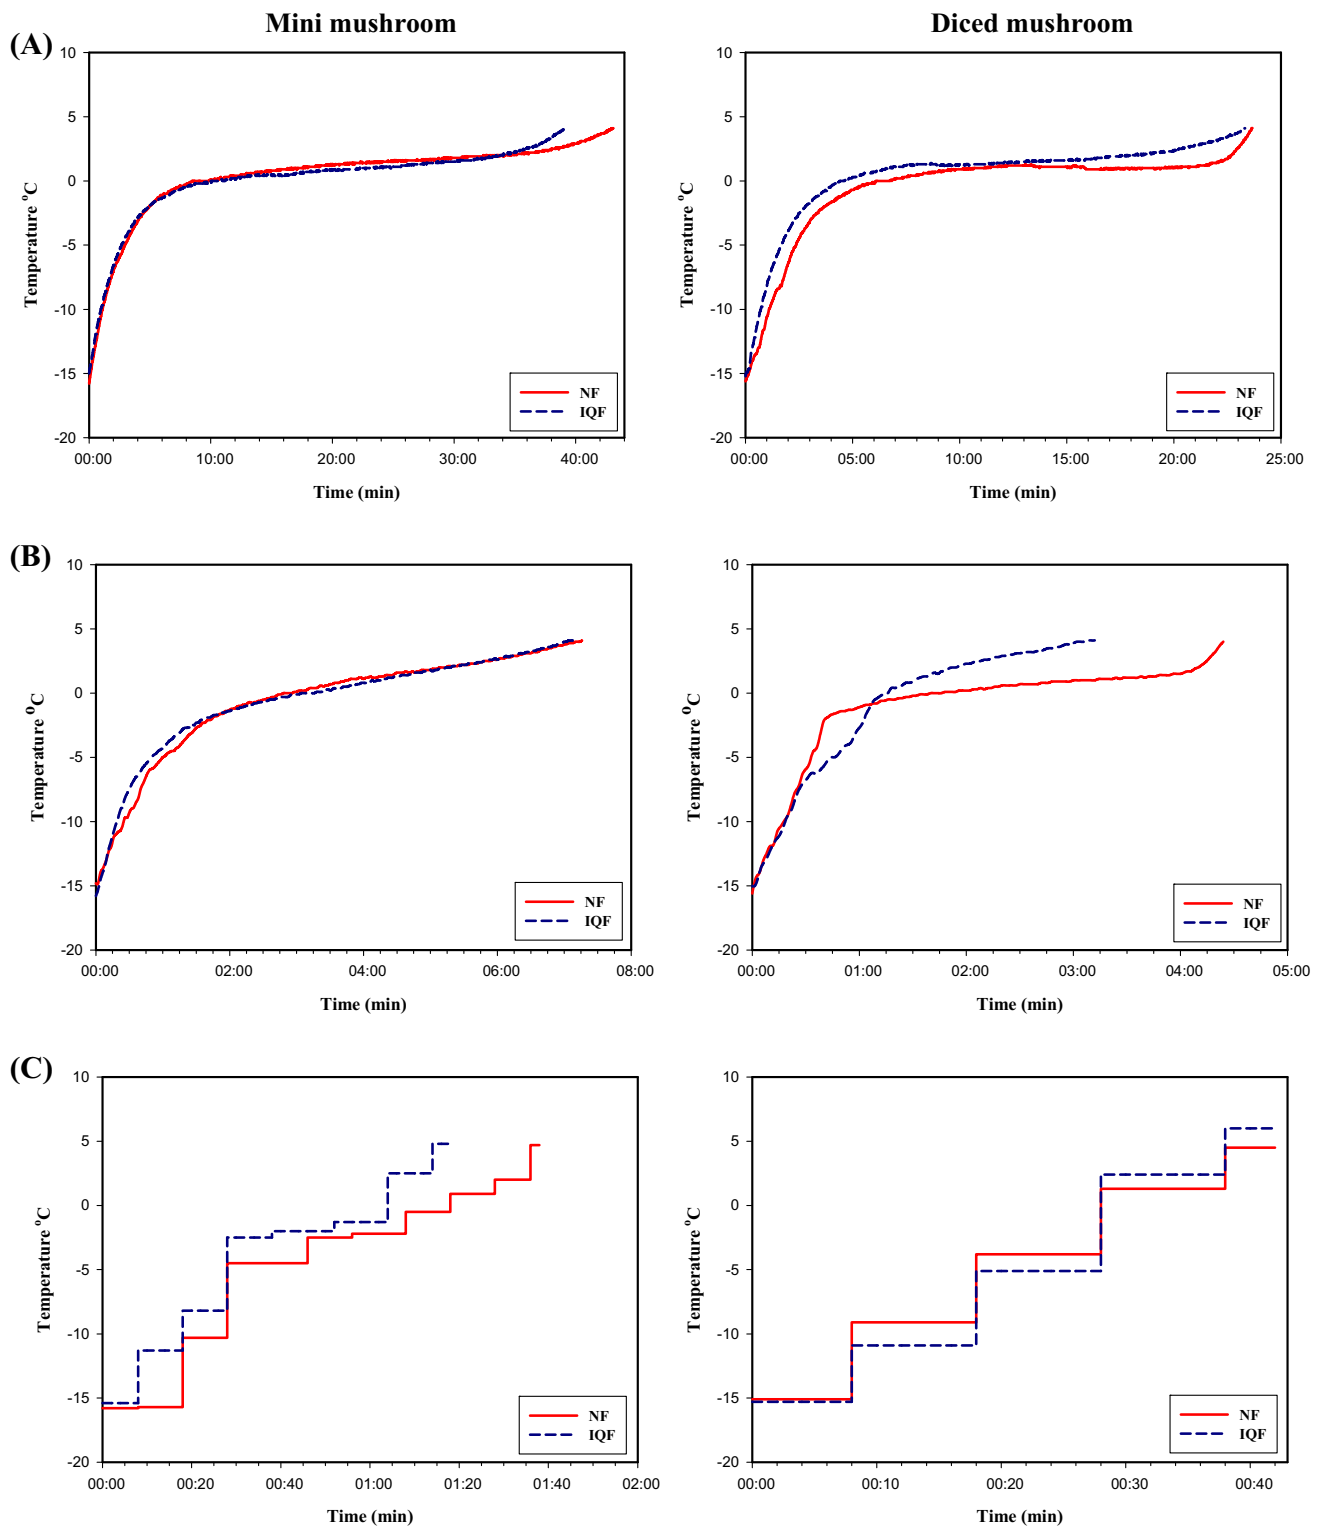 Mini mushroom
Diced mushroom
(A)
10
5
0
-5
-10
-15
-20
Temperature °C
NF
IQF
00:00 10:00 20:00 30:00 40:00
Time (min)
10
5
0
-5
-10
-15
-20
Temperature °C
NF
IQF
00:00 05:00 10:00 15:00 20:00 25:00
Time (min)
(B)
10
5
0
-5
-10
-15
-20
Temperature °C
NF
IQF
00:00 02:00 04:00 06:00 08:00
Time (min)
10
5
0
-5
-10
-15
-20
Temperature °C
NF
IQF
00:00 01:00 02:00 03:00 04:00 05:00
Time (min)
(C)
10
5
0
-5
-10
-15
-20
Temperature °C
NF
IQF
00:00 00:20 00:40 01:00 01:20 01:40 02:00
Time (min)
10
5
0
-5
-10
-15
-20
Temperature °C
NF
IQF
00:00 00:10 00:20 00:30 00:40
Time (min)